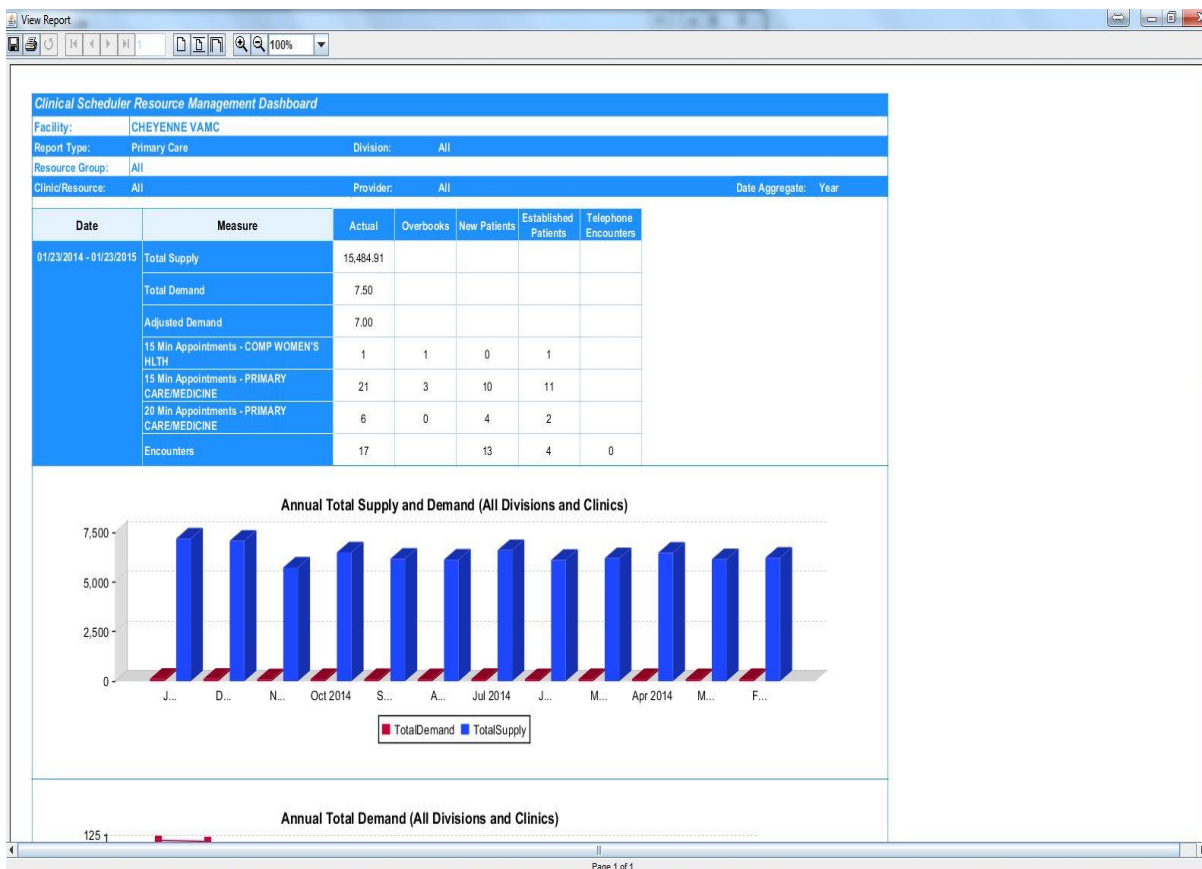 View Report
1
100%
Clinical Scheduler Resource Management Dashboard
Facility: CHEYENNE VAMC
Report Type: Primary Care Division: All
Resource Group: All
Clinic/Resource: All Provider: All Date Aggregate: Year
Date Measure Actual Overbooks New Patients Established Patients Telephone Encounters
01/23/2014 - 01/23/2015 Total Supply 15,484.91
Total Demand 7.50
Adjusted Demand 7.00
15 Min Appointments - COMP WOMEN'S HLTH 1 1 0 1
15 Min Appointments - PRIMARY CARE/MEDICINE 21 3 10 11
20 Min Appointments - PRIMARY CARE/MEDICINE 6 0 4 2
Encounters 17 13 4 0
Annual Total Supply and Demand (All Divisions and Clinics)
7,500
5,000
2,500
0
J... D... N... Oct 2014 S... A... Jul 2014 J... M... Apr 2014 M... F...
TotalDemand TotalSupply
Annual Total Demand (All Divisions and Clinics)
125
Page 1 of 1